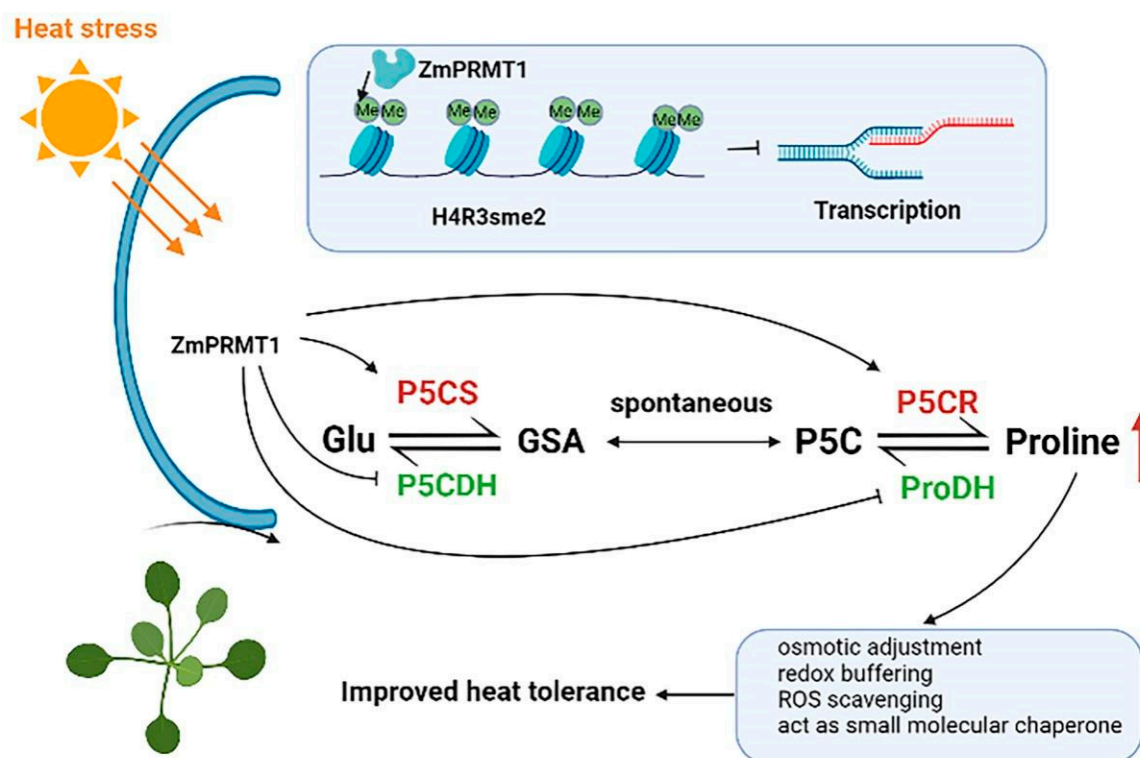 Heat stress
ZmPRMT1
Me Me Me Me Me Me Me Me
H4R3sme2
Transcription
ZmPRMT1
P5CS
spontaneous
P5CR
Glu
GSA
P5C
Proline
P5CDH
ProDH
osmotic adjustment
redox buffering
ROS scavenging
act as small molecular chaperone
Improved heat tolerance